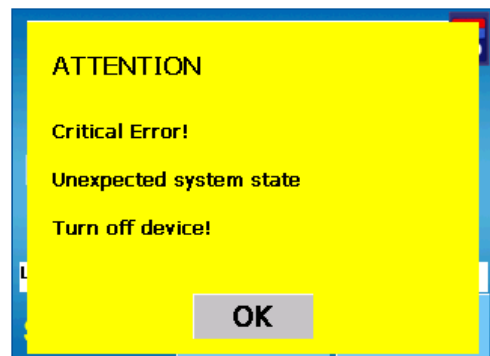 ATTENTION
Critical Error!
Unexpected system state
Turn off device!
OK